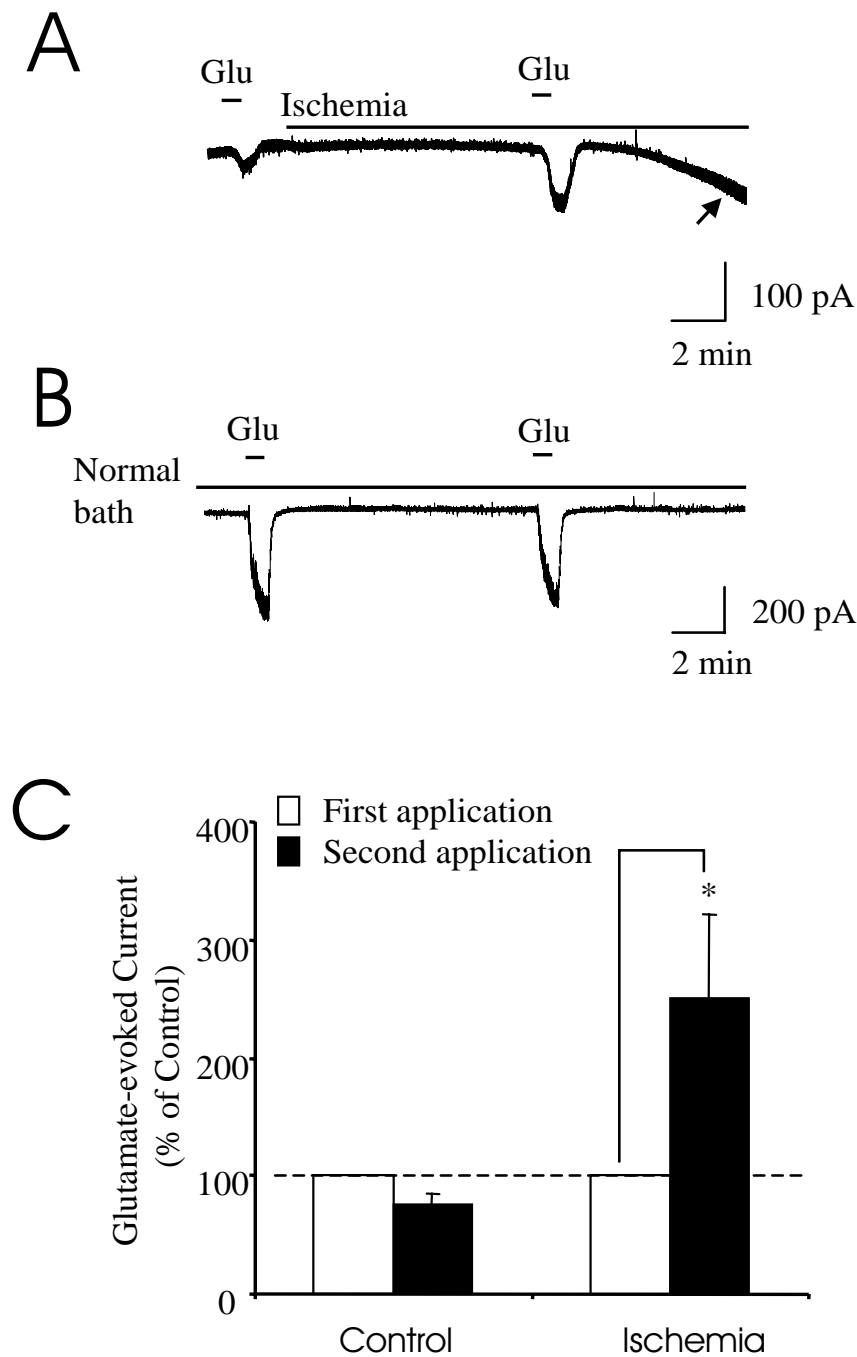 A
Glu
Glu
Ischemia
100 pA
2 min
B
Glu
Glu
Normal
bath
200 pA
2 min
C
First application
Second application
Glutamate-evoked Current
(% of Control)
400
300
200
100
0
*
Control
Ischemia